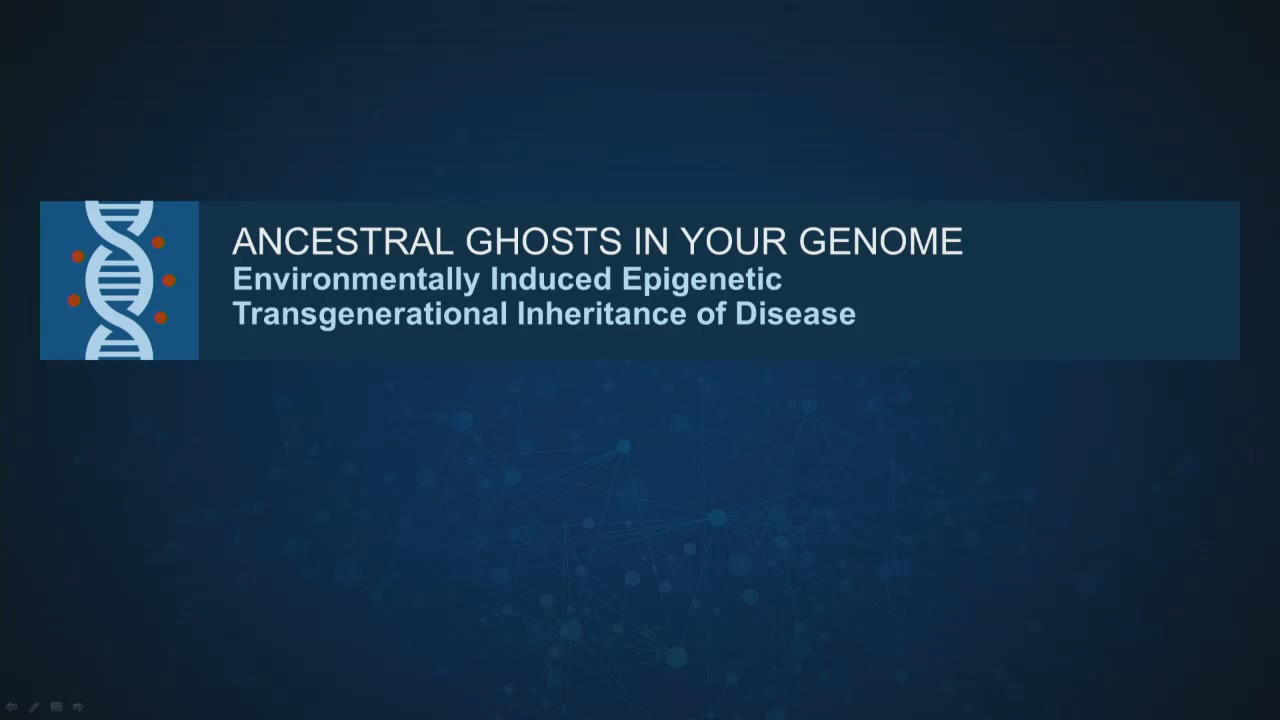 ANCESTRAL GHOSTS IN YOUR GENOME
Environmentally Induced Epigenetic
Transgenerational Inheritance of Disease